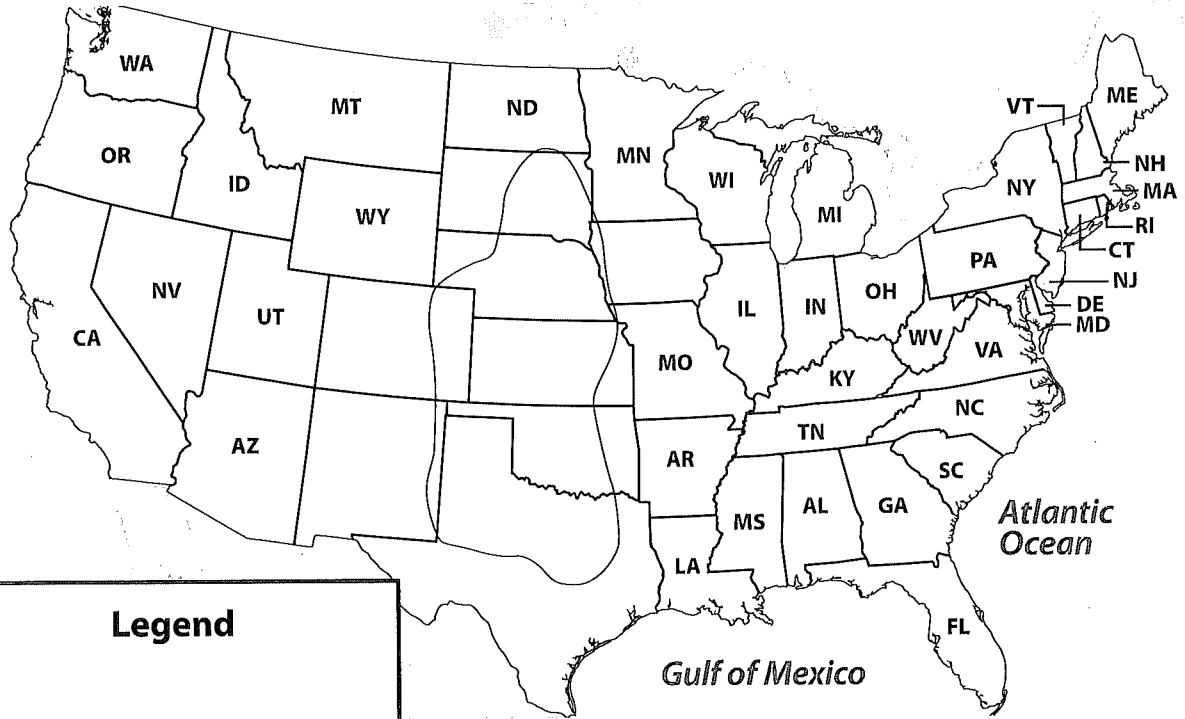 WA
MT
ND
MN
VT
ME
OR
ID
WI
NH
NY
MA
WY
MI
RI
CT
PA
NV
NJ
OH
UT
IL
IN
DE
MD
CA
WV
VA
MO
KY
NC
TN
AZ
AR
SC
MS
AL
GA
Atlantic
Ocean
LA
Legend
FL
Gulf of Mexico